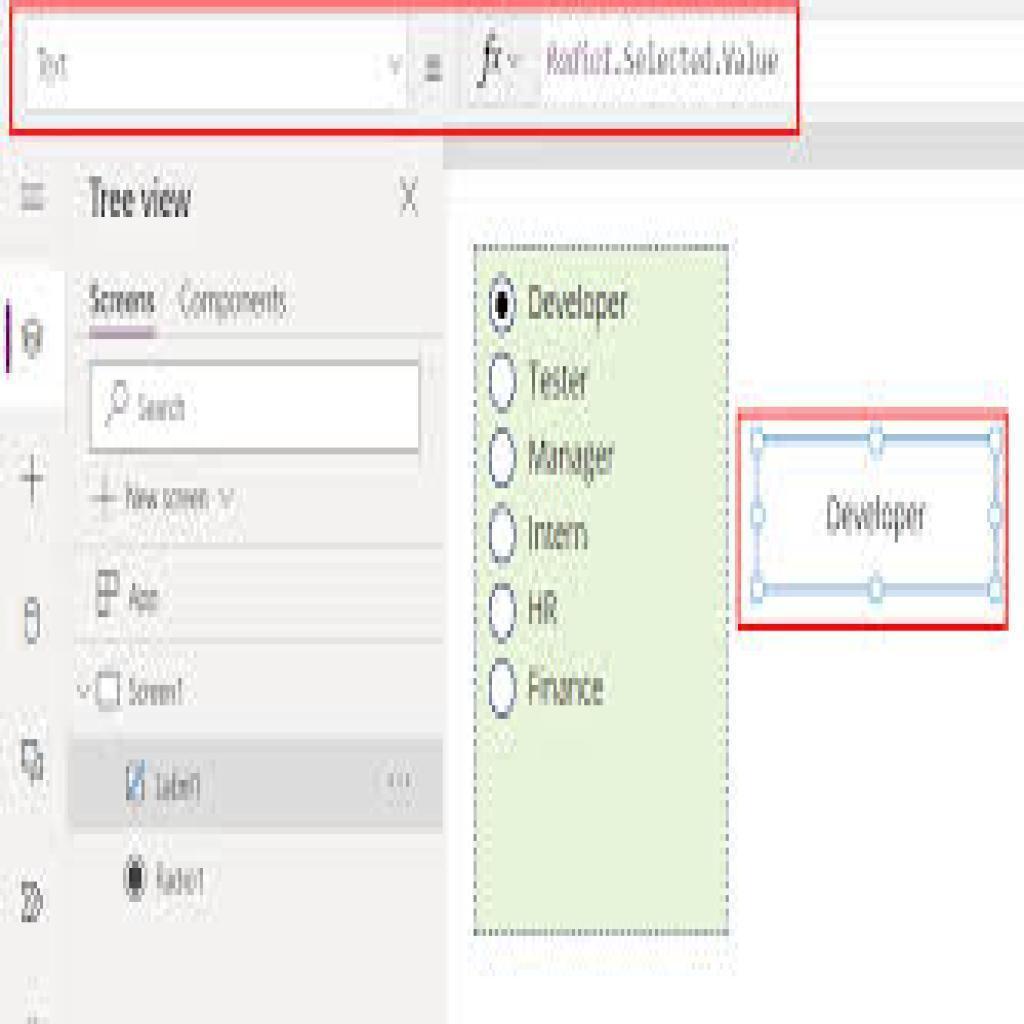 Text = fx Radio1.Selected.Value
Tree view
Screens Components
Search
New screen
App
Screen1
Label1
Radio1
Developer
Tester
Manager
Intern
HR
Finance
Developer